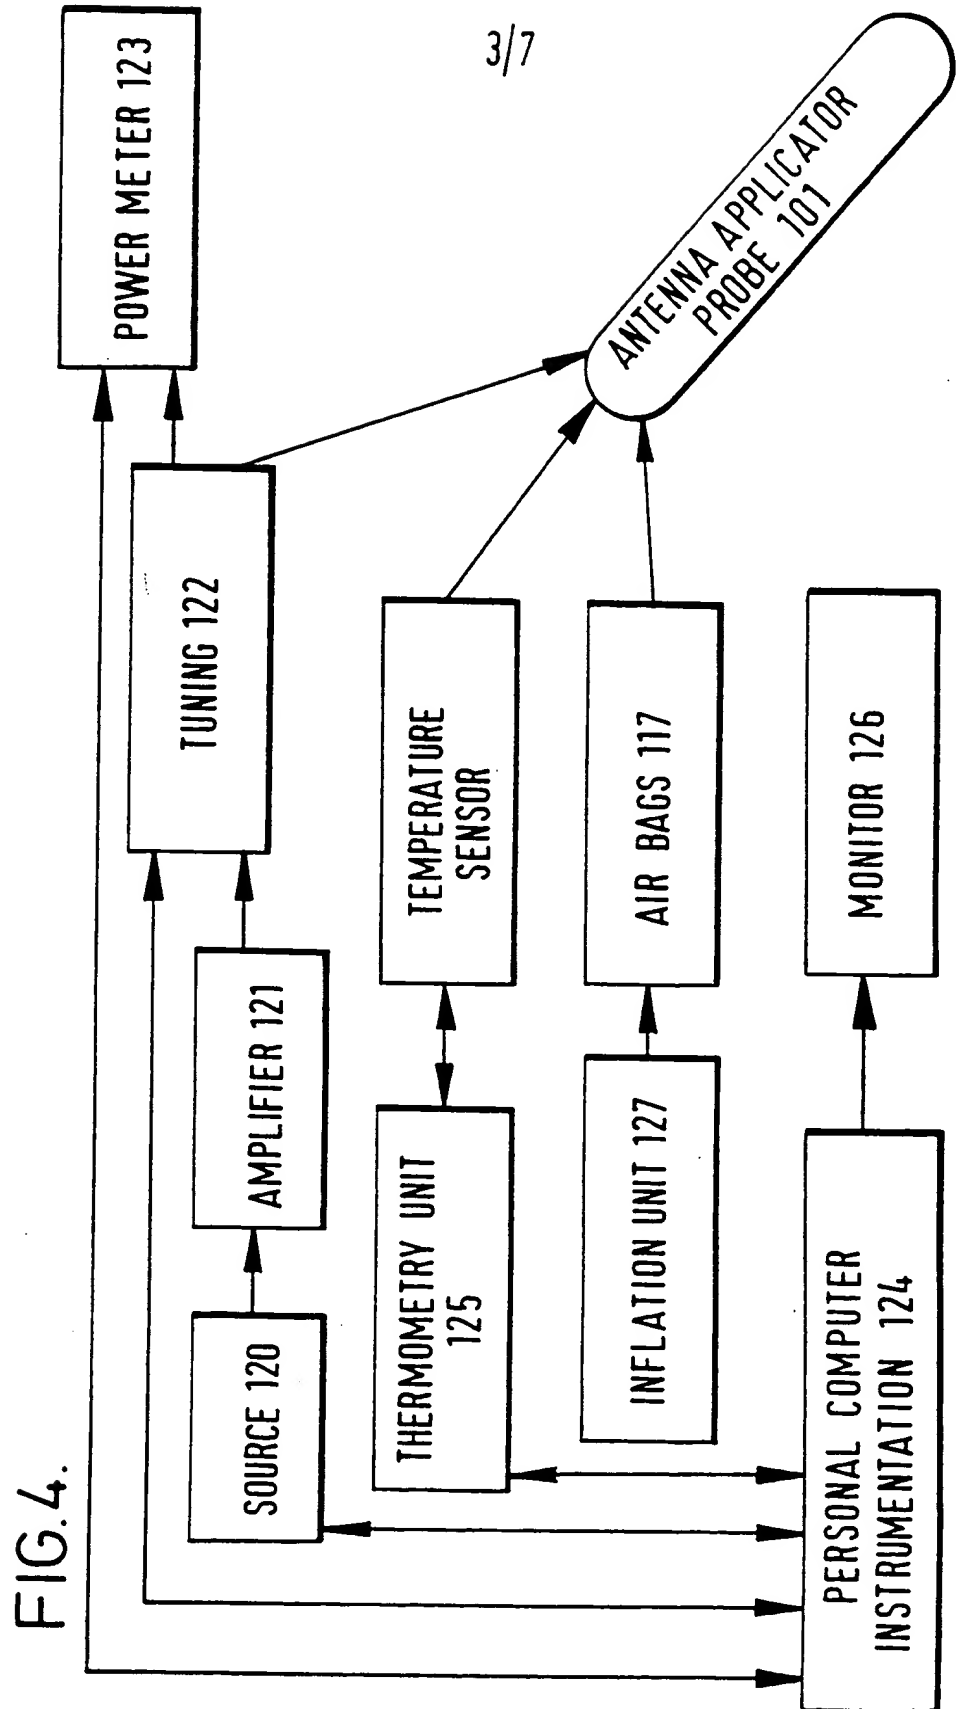 3/7
FIG.4.
POWER METER 123
TUNING 122
AMPLIFIER 121
SOURCE 120
ANTENNA APPLICATOR
PROBE 101
TEMPERATURE
SENSOR
THERMOMETRY UNIT
125
AIR BAGS 117
INFLATION UNIT 127
MONITOR 126
PERSONAL COMPUTER
INSTRUMENTATION 124